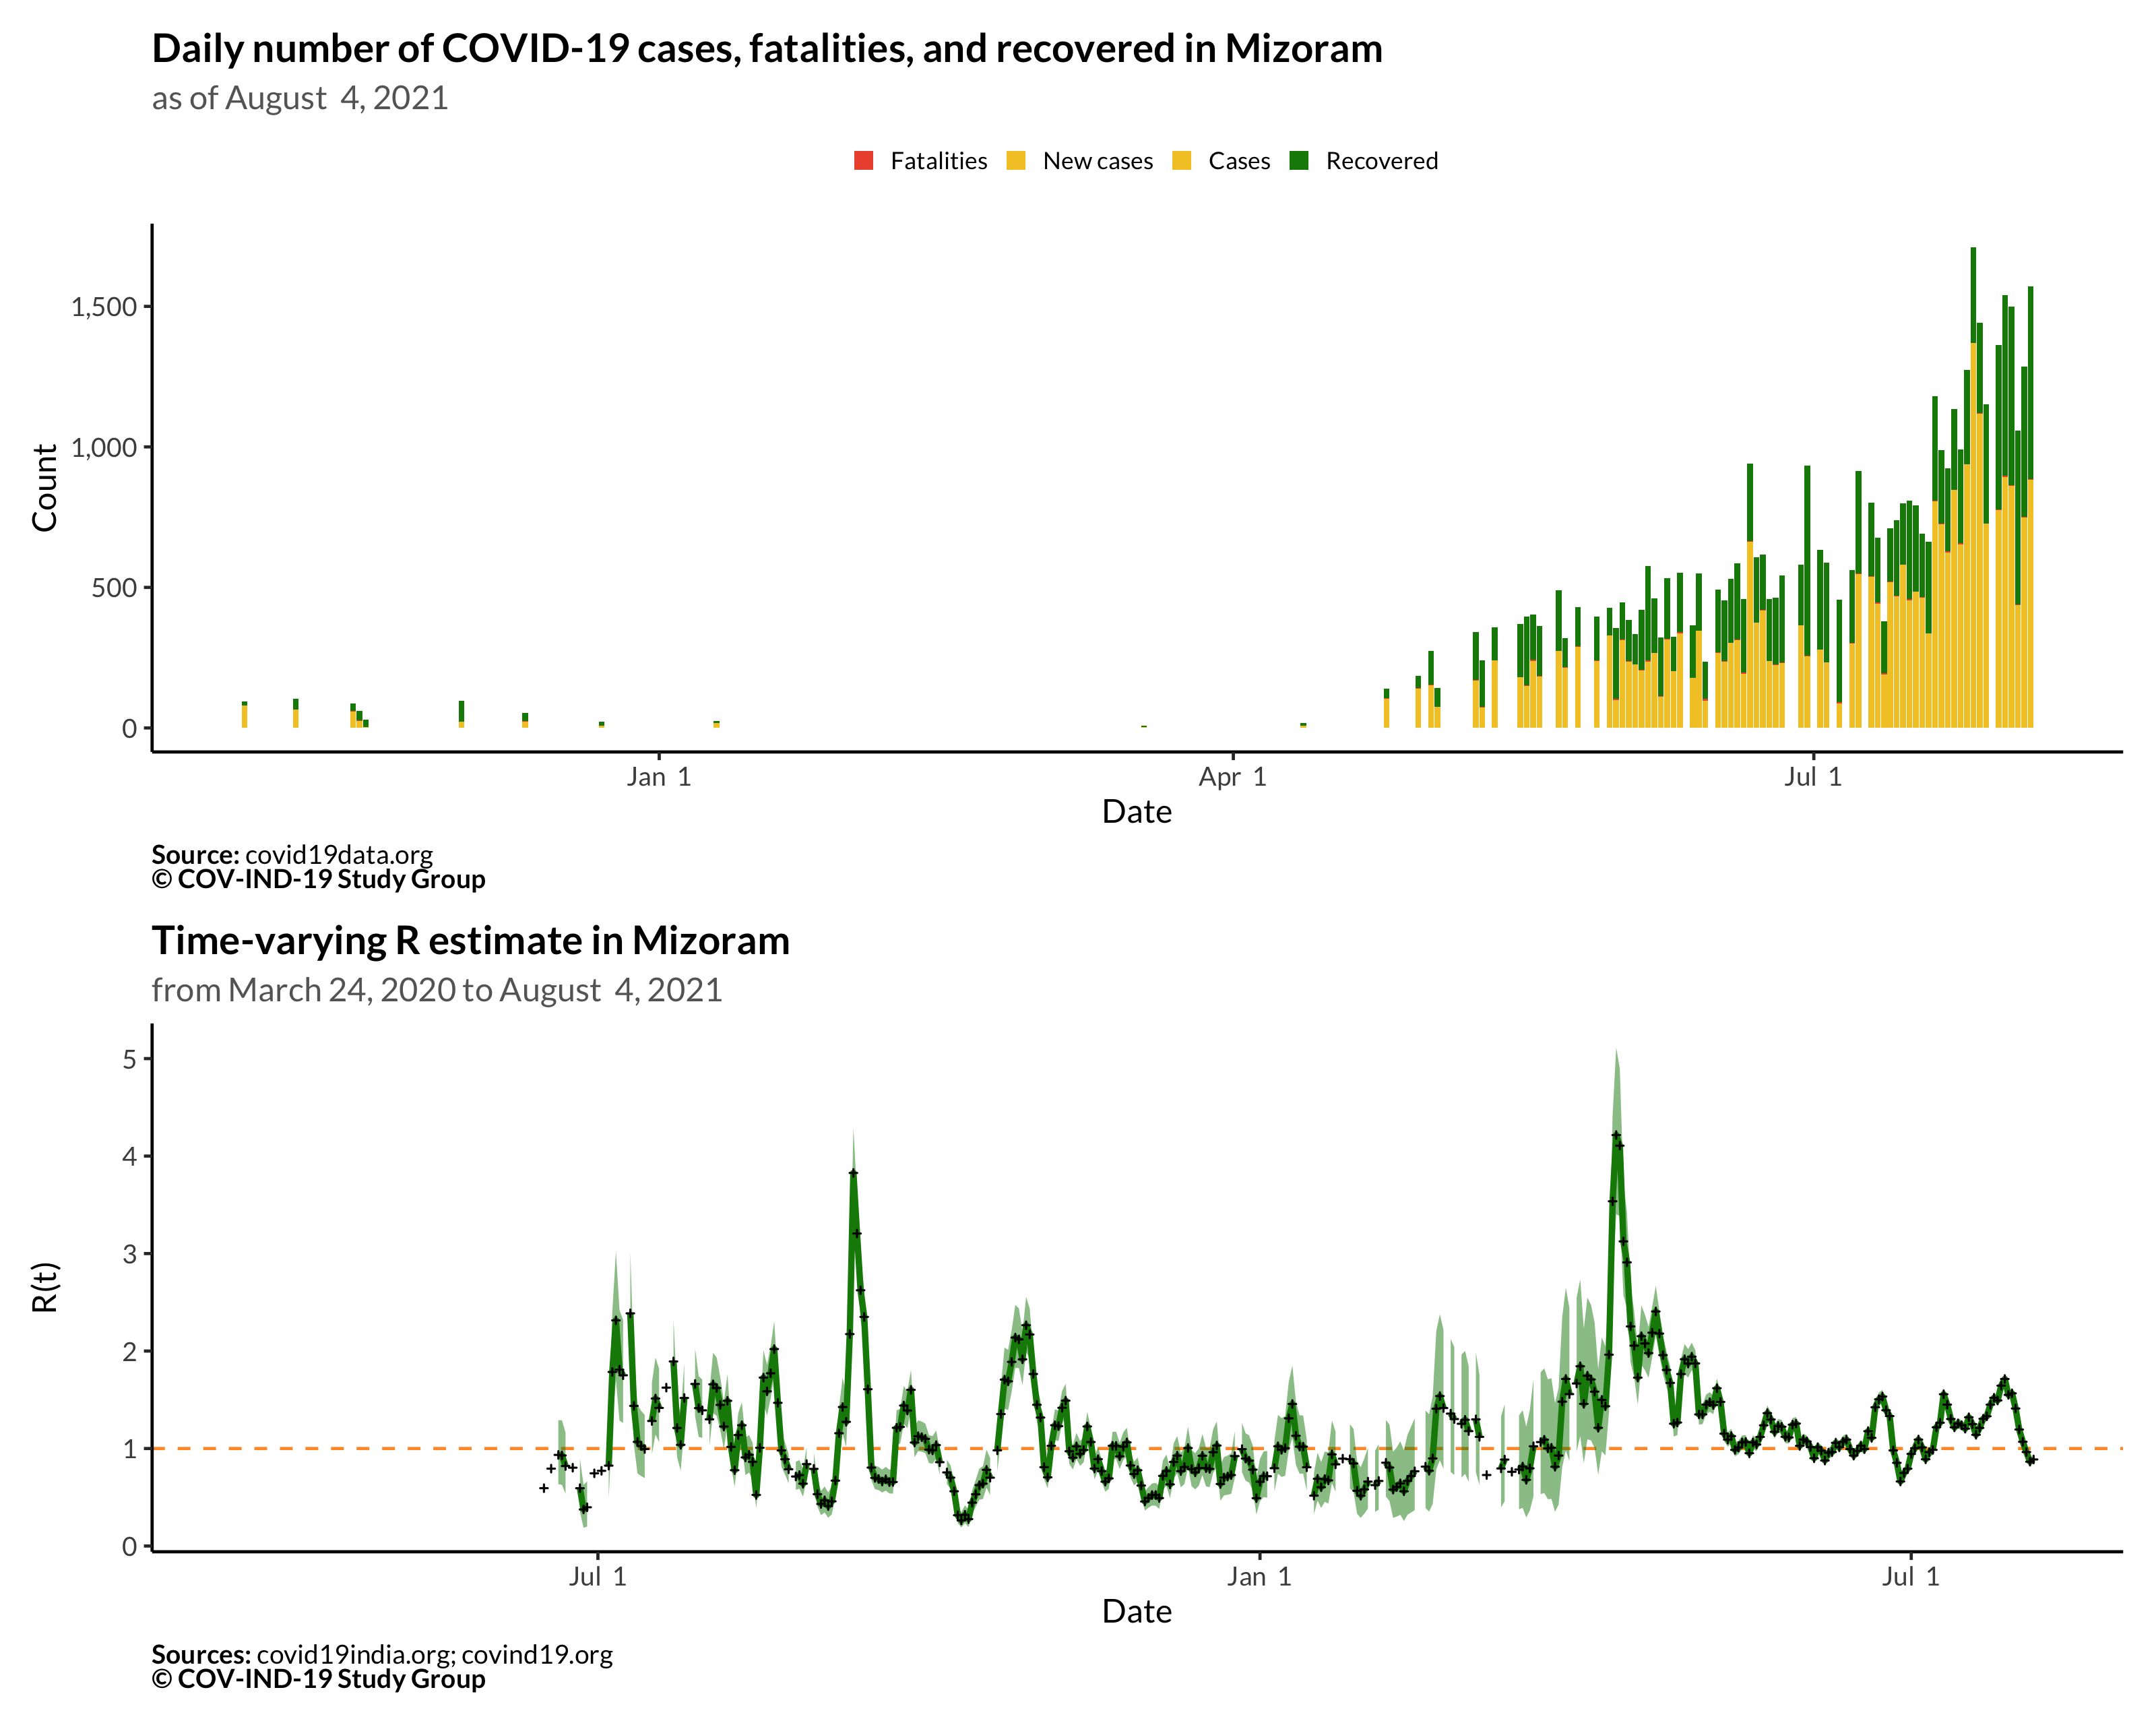 Daily number of COVID-19 cases, fatalities, and recovered in Mizoram
as of August  4, 2021
Fatalities New cases Cases Recovered
1,500
1,000
500
0
Count
Jan  1 Apr  1 Jul  1
Date
Source: covid19data.org
© COV-IND-19 Study Group
Time-varying R estimate in Mizoram
from March 24, 2020 to August  4, 2021
5
4
3
2
1
0
R(t)
Jul  1 Jan  1 Jul  1
Date
Sources: covid19india.org; covind19.org
© COV-IND-19 Study Group